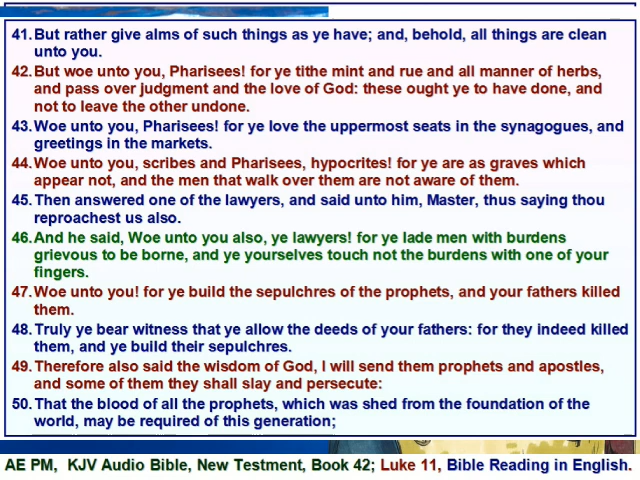 41. But rather give alms of such things as ye have; and, behold, all things are clean
unto you.
42. But woe unto you, Pharisees! for ye tithe mint and rue and all manner of herbs,
and pass over judgment and the love of God: these ought ye to have done, and
not to leave the other undone.
43. Woe unto you, Pharisees! for ye love the uppermost seats in the synagogues, and
greetings in the markets.
44. Woe unto you, scribes and Pharisees, hypocrites! for ye are as graves which
appear not, and the men that walk over them are not aware of them.
45. Then answered one of the lawyers, and said unto him, Master, thus saying thou
reproachest us also.
46. And he said, Woe unto you also, ye lawyers! for ye lade men with burdens
grievous to be borne, and ye yourselves touch not the burdens with one of your
fingers.
47. Woe unto you! for ye build the sepulchres of the prophets, and your fathers killed
them.
48. Truly ye bear witness that ye allow the deeds of your fathers: for they indeed killed
them, and ye build their sepulchres.
49. Therefore also said the wisdom of God, I will send them prophets and apostles,
and some of them they shall slay and persecute:
50. That the blood of all the prophets, which was shed from the foundation of the
world, may be required of this generation;
AE PM, KJV Audio Bible, New Testment, Book 42; Luke 11, Bible Reading in English.